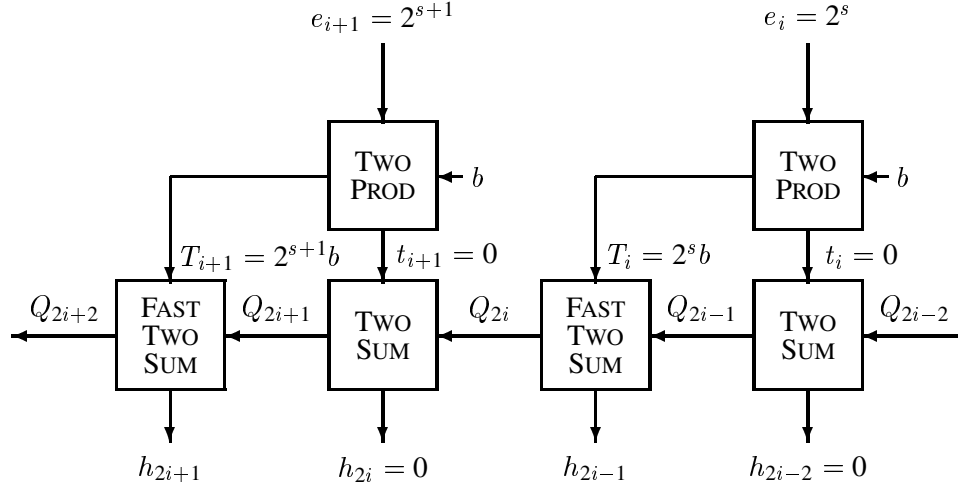 e_{i+1} = 2^{s+1}
e_i = 2^s
TWO
PROD
b
TWO
PROD
b
T_{i+1} = 2^{s+1}b
t_{i+1} = 0
T_i = 2^s b
t_i = 0
Q_{2i+2}
FAST
TWO
SUM
Q_{2i+1}
TWO
SUM
Q_{2i}
FAST
TWO
SUM
Q_{2i−1}
TWO
SUM
Q_{2i−2}
h_{2i+1}
h_{2i} = 0
h_{2i−1}
h_{2i−2} = 0